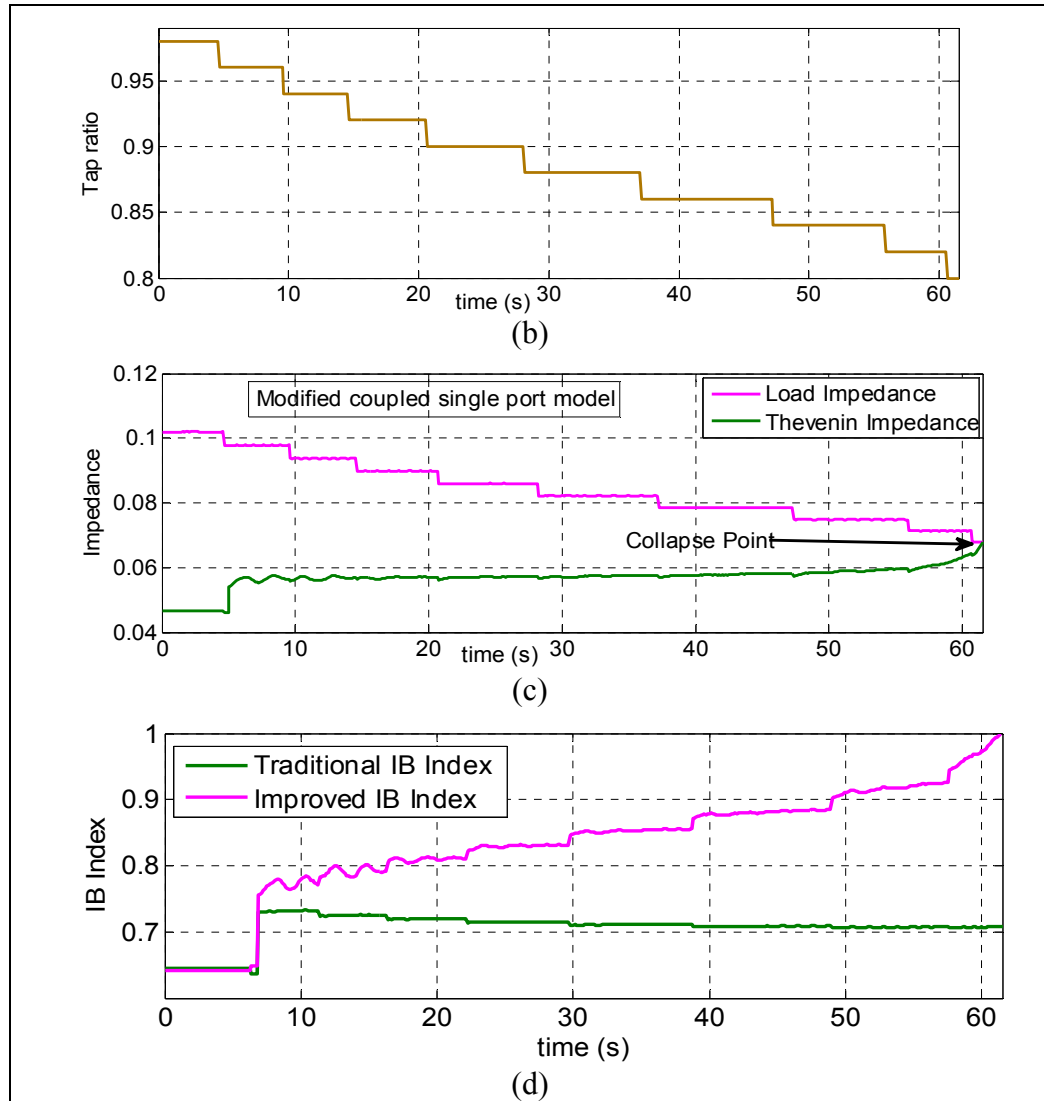 0.95
0.9
0.85
0.8
Tap ratio
0 10 20 30 40 50 60
time (s)
(b)
0.12
0.1
0.08
0.06
0.04
Impedance
Modified coupled single port model
Load Impedance
Thevenin Impedance
Collapse Point
0 10 20 30 40 50 60
time (s)
(c)
1
0.9
0.8
0.7
IB Index
Traditional IB Index
Improved IB Index
0 10 20 30 40 50 60
time (s)
(d)